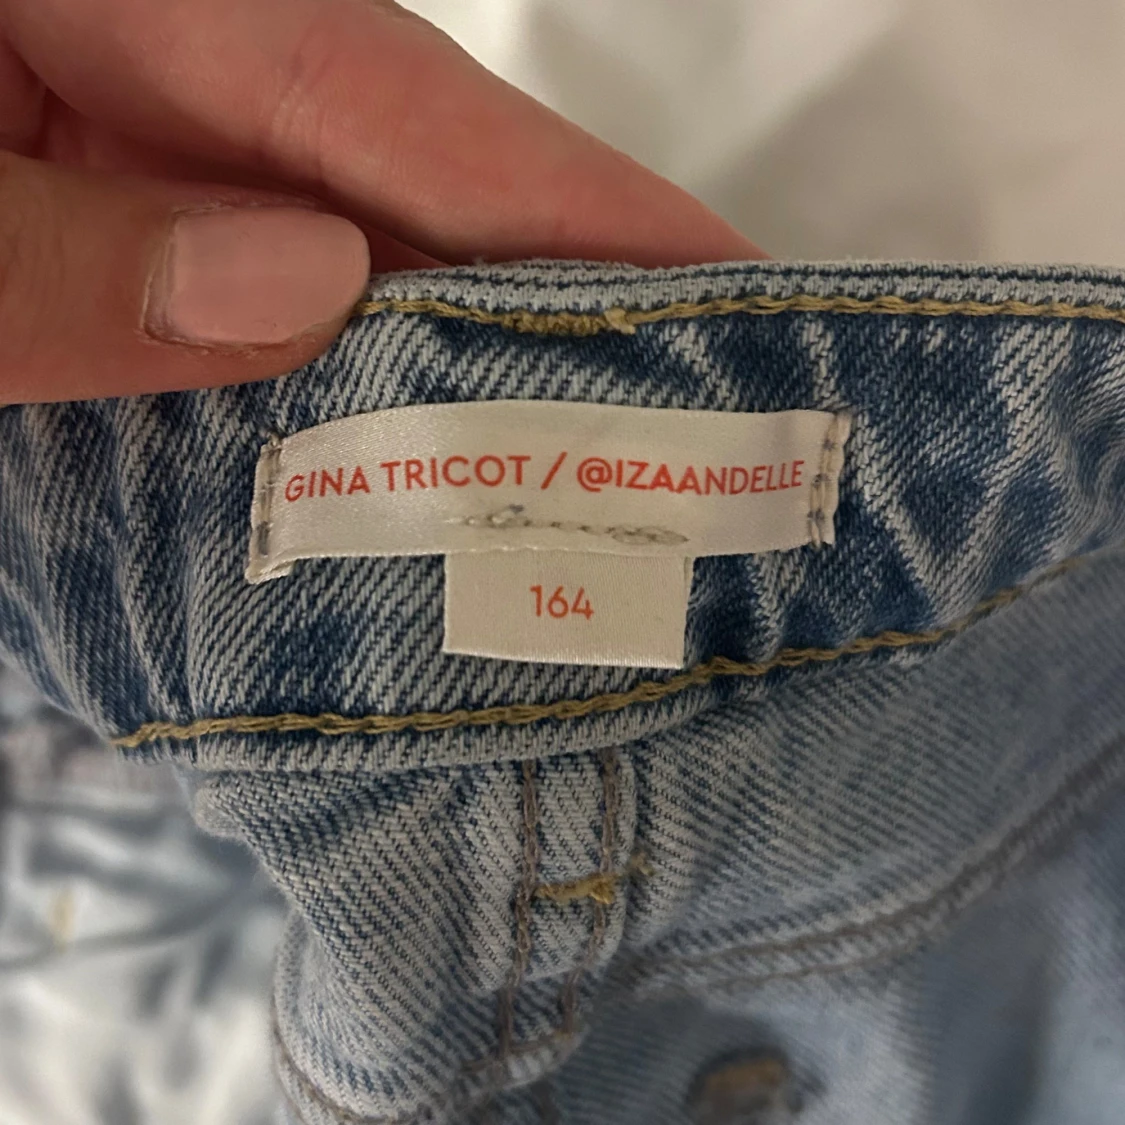 GINA TRICOT / @IZAANDELLE
164